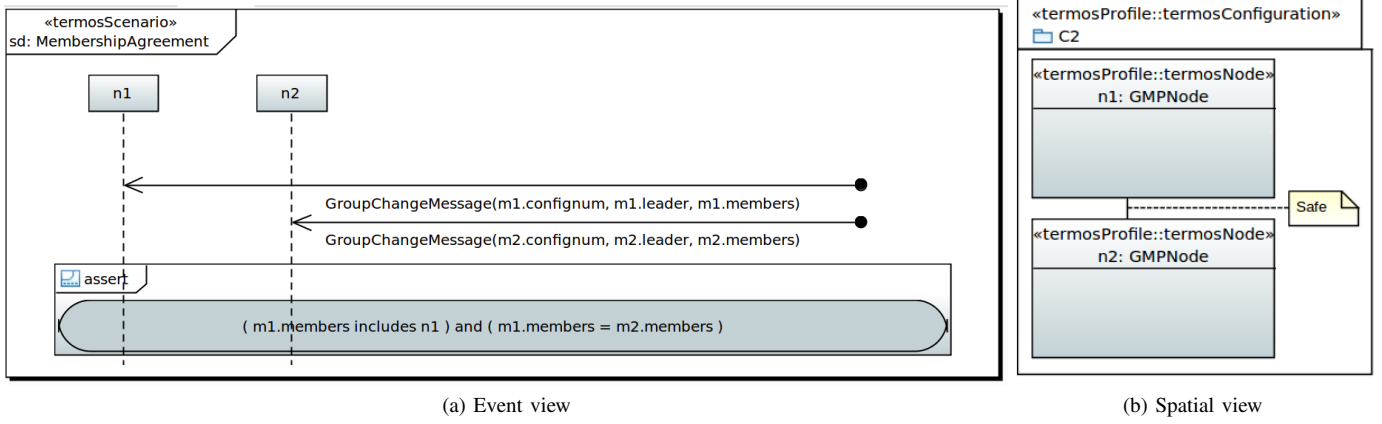 «termosScenario»
sd: MembershipAgreement
n1
n2
GroupChangeMessage(m1.confignum, m1.leader, m1.members)
GroupChangeMessage(m2.confignum, m2.leader, m2.members)
assert
( m1.members includes n1 ) and ( m1.members = m2.members )
(a) Event view
«termosProfile::termosConfiguration»
C2
«termosProfile::termosNode»
n1: GMPNode
Safe
«termosProfile::termosNode»
n2: GMPNode
(b) Spatial view